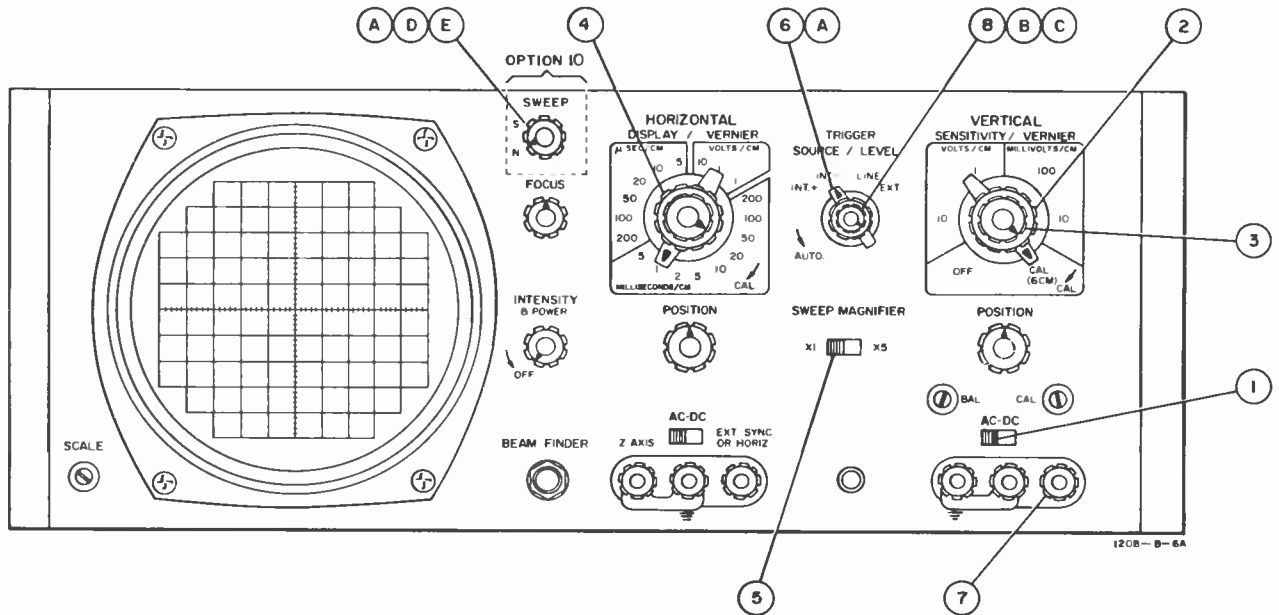 A D E
4
6 A
8 B C
2
OPTION 10
SWEEP
S
N
FOCUS
INTENSITY
& POWER
OFF
BEAM FINDER
SCALE
HORIZONTAL
DISPLAY / VERNIER
μ SEC/CM
VOLTS/CM
5 10
10 1
20 .1
50 200
100 100
200 50
.5 20
1 2 5 10
MILLISECONDS/CM
CAL
POSITION
AC-DC
Z AXIS
EXT SYNC
OR HORIZ
TRIGGER
SOURCE / LEVEL
INT- LINE
INT.+ EXT
AUTO.
SWEEP MAGNIFIER
X1 X5
VERTICAL
SENSITIVITY / VERNIER
VOLTS/CM MILLIVOLTS/CM
1 100
10 10
OFF
CAL
(6CM)
CAL
POSITION
BAL CAL
AC-DC
3
1
5
7
120B-B-6A